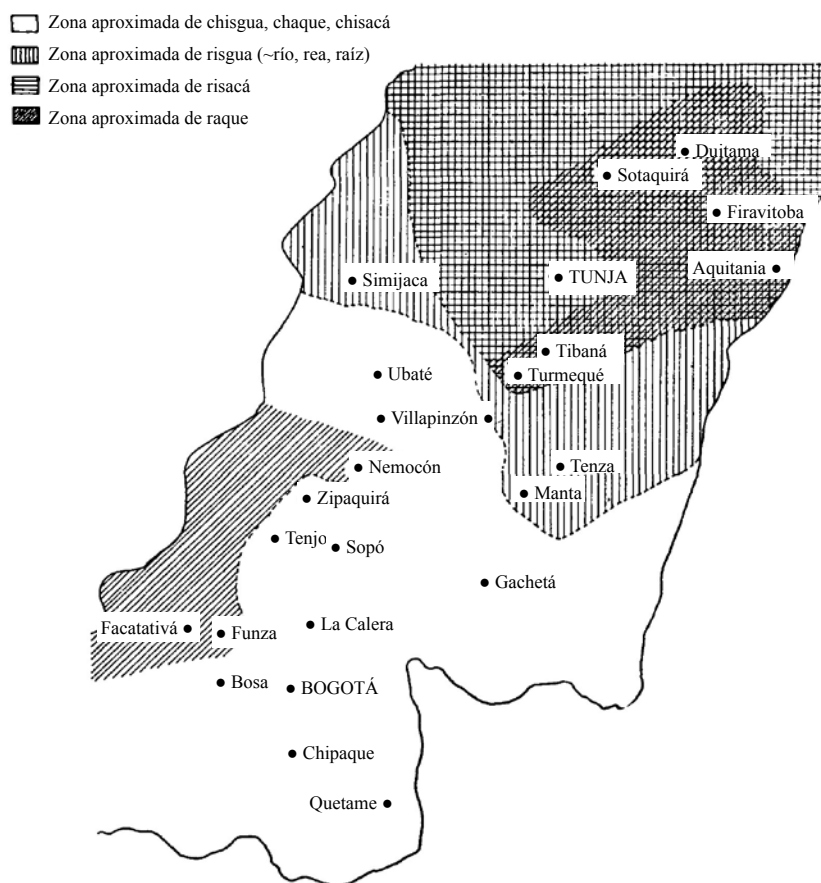 Zona aproximada de chisgua, chaque, chisacá
Zona aproximada de risgua (~río, rea, raíz)
Zona aproximada de risacá
Zona aproximada de raque
Duitama
Sotaquirá
Firavitoba
Aquitania
TUNJA
Simijaca
Tibaná
Turmequé
Ubaté
Villapinzón
Nemocón
Tenza
Manta
Zipaquirá
Tenjo
Sopó
Gachetá
La Calera
Facatativá
Funza
Bosa
BOGOTÁ
Chipaque
Quetame